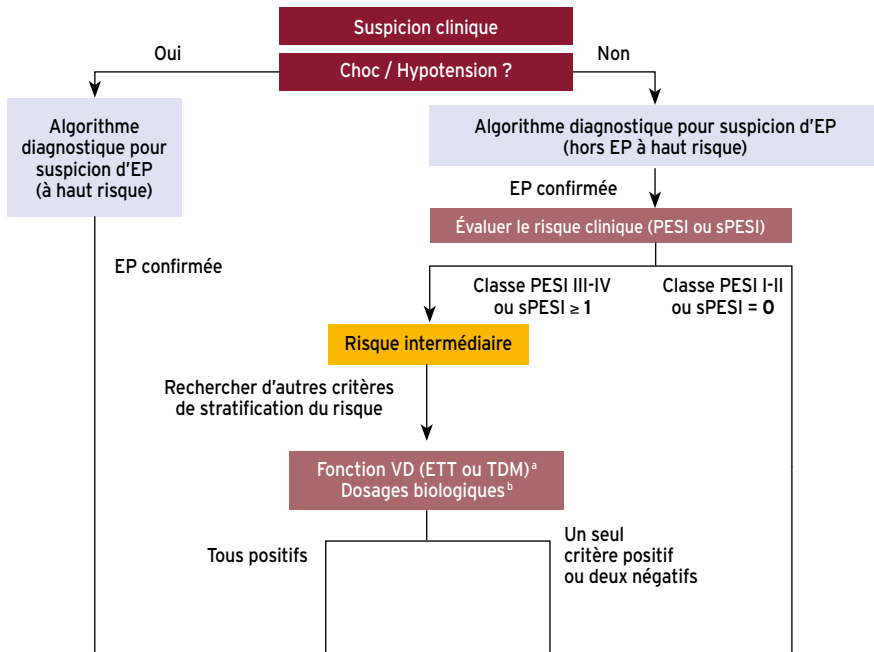 Suspicion clinique
Oui
Choc / Hypotension ?
Non
Algorithme
diagnostique pour
suspicion d'EP
(à haut risque)
Algorithme diagnostique pour suspicion d'EP
(hors EP à haut risque)
EP confirmée
Évaluer le risque clinique (PESI ou sPESI)
EP confirmée
Classe PESI III-IV
ou sPESI ≥ 1
Classe PESI I-II
ou sPESI = 0
Risque intermédiaire
Rechercher d'autres critères
de stratification du risque
Fonction VD (ETT ou TDM) a
Dosages biologiques b
Tous positifs
Un seul
critère positif
ou deux négatifs